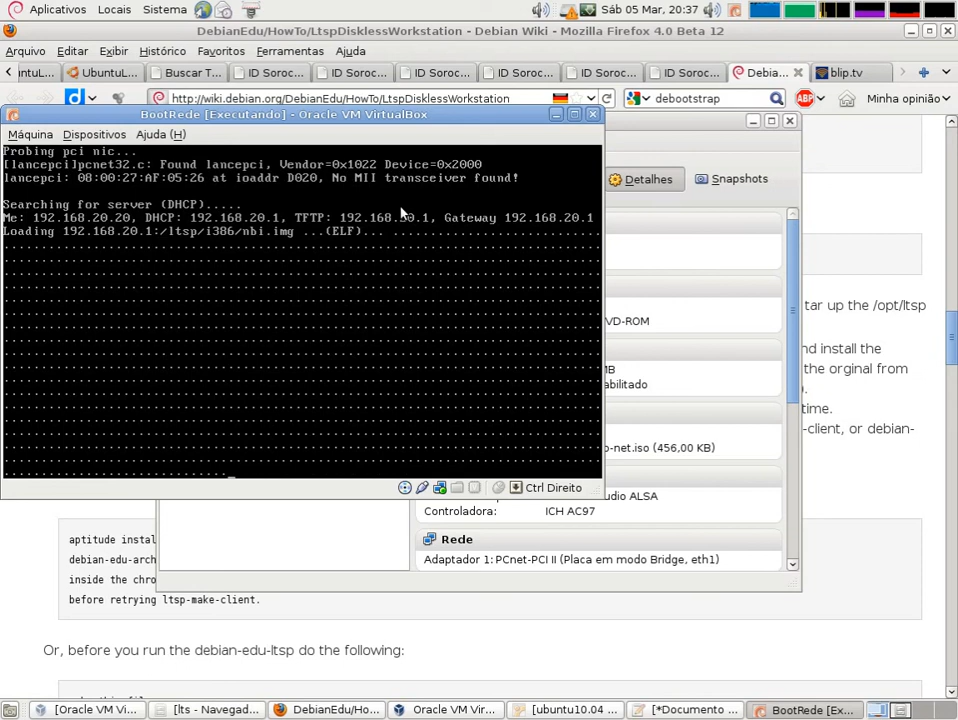 Aplicativos Locais Sistema Sáb 05 Mar, 20:37
DebianEdu/HowTo/LtspDisklessWorkstation - Debian Wiki - Mozilla Firefox 4.0 Beta 12
Arquivo Editar Exibir Histórico Favoritos Ferramentas Ajuda
untuL... UbuntuL... Buscar T... ID Soroc... ID Soroc... ID Soroc... ID Soroc... ID Soroc... ID Soroc... Debia... blip.tv
d http://wiki.debian.org/DebianEdu/HowTo/LtspDisklessWorkstation debootstrap ABP Minha opinião
BootRede [Executando] - Oracle VM VirtualBox
Máquina Dispositivos Ajuda (H)
Probing pci nic...
[lancepci]pcnet32.c: Found lancepci, Vendor=0x1022 Device=0x2000
lancepci: 08:00:27:AF:05:26 at ioaddr D020, No MII transceiver found!
Searching for server (DHCP).....
Me: 192.168.20.20, DHCP: 192.168.20.1, TFTP: 192.168.20.1, Gateway 192.168.20.1
Loading 192.168.20.1:/ltsp/i386/nbi.img ...(ELF)... ..............................
Ctrl Direito
Detalhes Snapshots
VD-ROM
MB
abilitado
o-net.iso (456,00 KB)
udio ALSA
Controladora: ICH AC97
Rede
Adaptador 1: PCnet-PCI II (Placa em modo Bridge, eth1)
tar up the /opt/ltsp
nd install the
the orginal from
).
time.
-client, or debian-
aptitude instal
debian-edu-arch
inside the chro
before retrying ltsp-make-client.
Or, before you run the debian-edu-ltsp do the following:
[Oracle VM Vi... [lts - Navegad... DebianEdu/Ho... Oracle VM Vir... [ubuntu10.04 ... [*Documento ... BootRede [Ex...